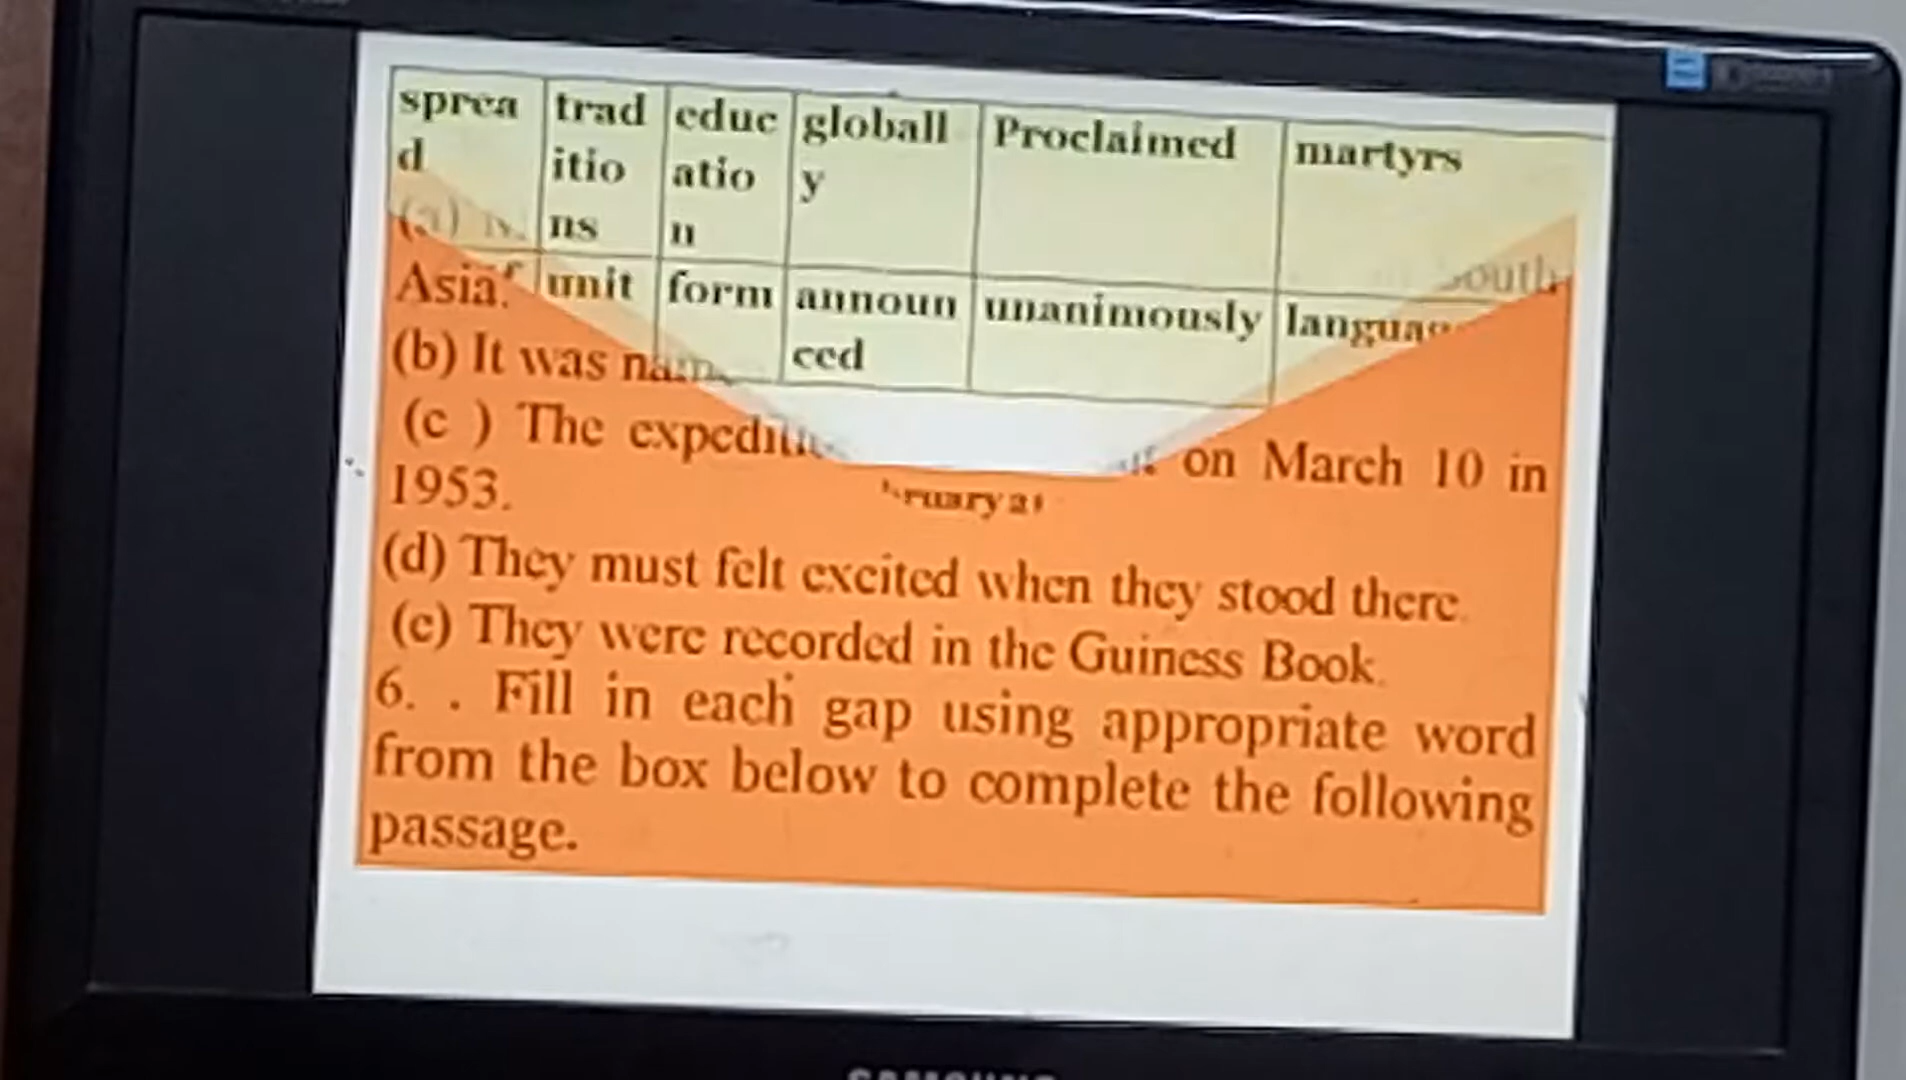 sprea trad educ globall Proclaimed martyrs
d itio atio y
ns n
unit form announ unanimously
ced
(a) South
Asia.
(b) It was
(c ) The on March 10 in
1953.
(d) They must felt excited when they stood there.
(e) They were recorded in the Guiness Book.
6. . Fill in each gap using appropriate word
from the box below to complete the following
passage.